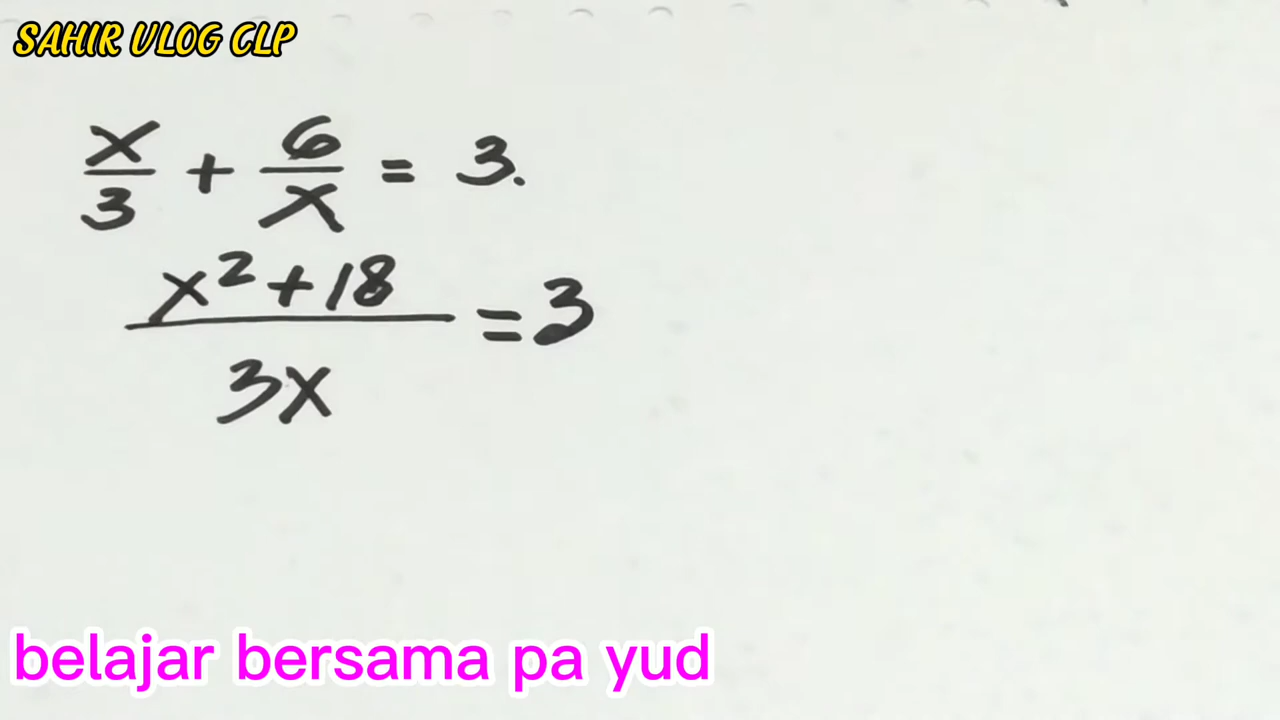 SAHIR VLOG CLP
x/3 + 6/x = 3.
x² + 18 / 3x = 3
belajar bersama pa yud